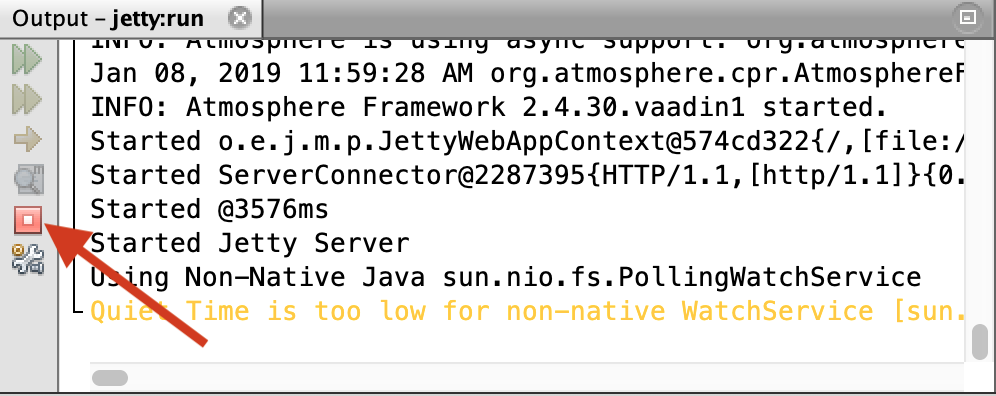 Output – jetty:run
INFO: Atmosphere is using async support: org.atmosphere
Jan 08, 2019 11:59:28 AM org.atmosphere.cpr.AtmosphereF
INFO: Atmosphere Framework 2.4.30.vaadin1 started.
Started o.e.j.m.p.JettyWebAppContext@574cd322{/,[file:/
Started ServerConnector@2287395{HTTP/1.1,[http/1.1]}{0.
Started @3576ms
Started Jetty Server
Using Non-Native Java sun.nio.fs.PollingWatchService
Quiet Time is too low for non-native WatchService [sun.